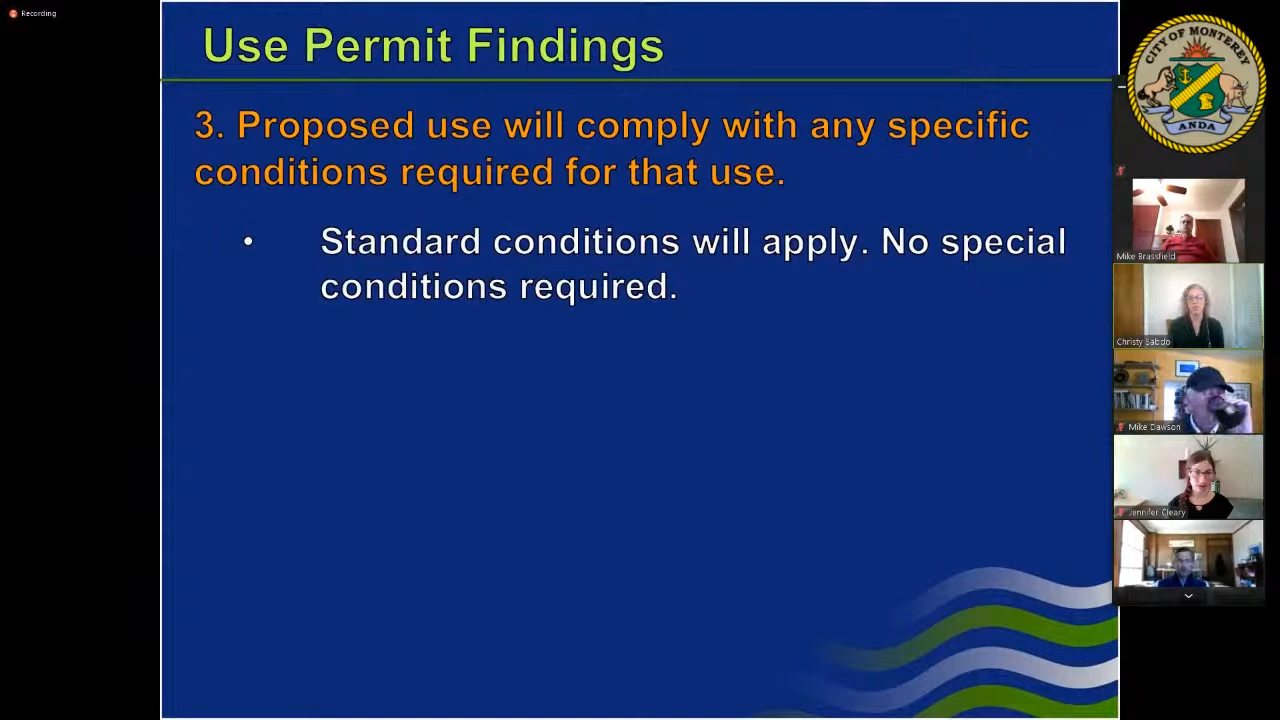 Recording
Use Permit Findings
3. Proposed use will comply with any specific
conditions required for that use.
• Standard conditions will apply. No special
conditions required.
CITY OF MONTEREY
ANDA
Mike Brassfield
Christy Sabdo
Mike Dawson
Jennifer Cleary